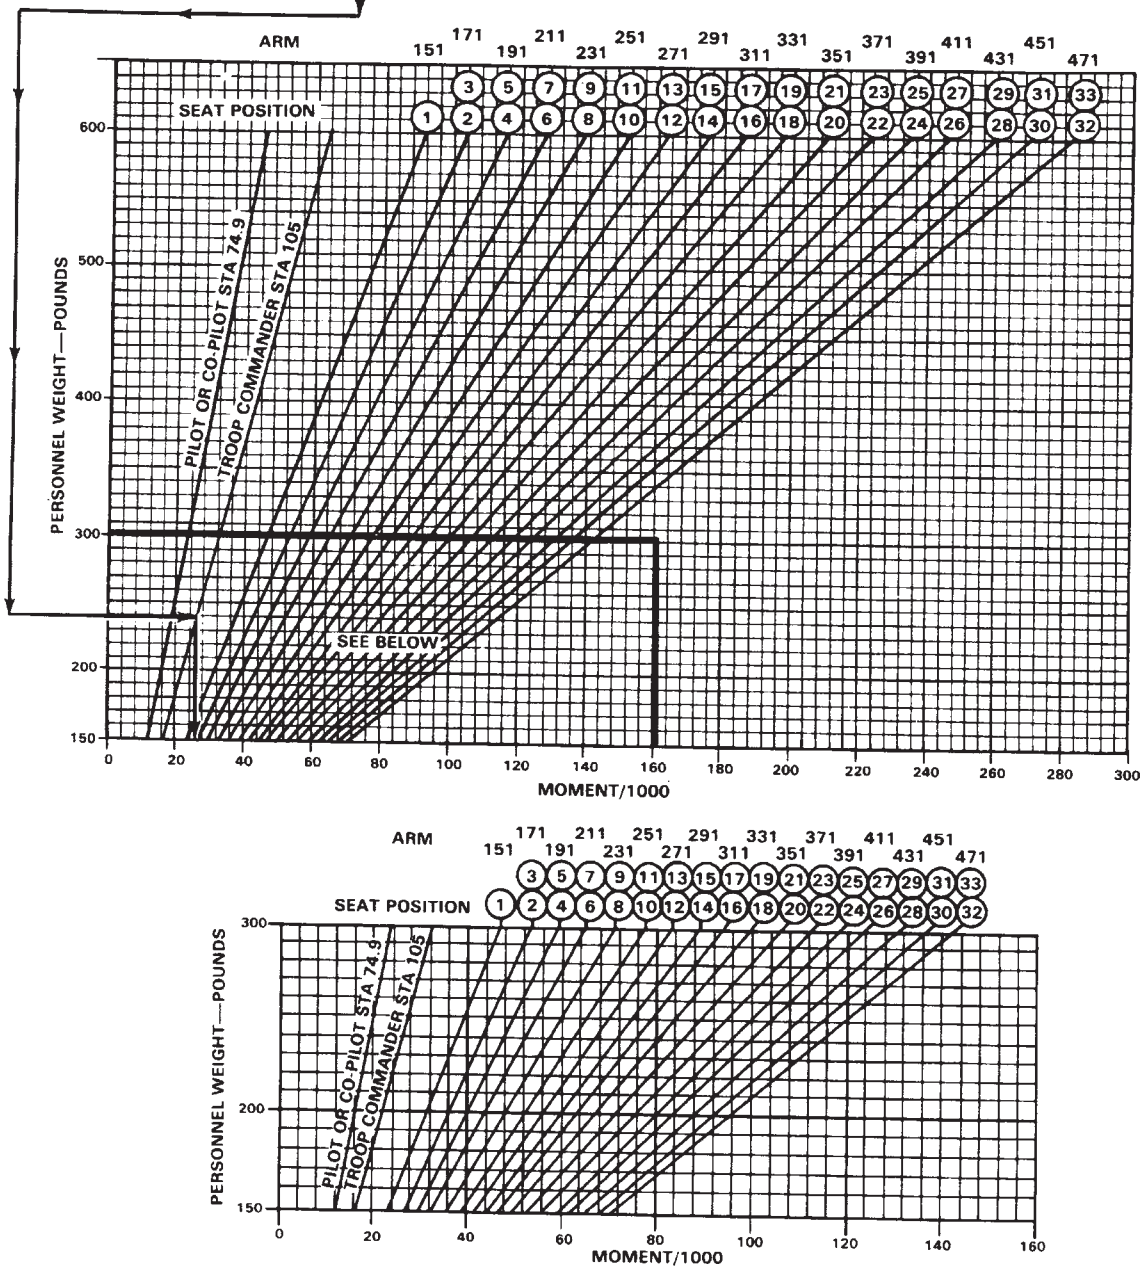 ARM
171 211 251 291 331 371 411 451
151 191 231 271 311 351 391 431 471
SEAT POSITION
3 5 7 9 11 13 15 17 19 21 23 25 27 29 31 33
1 2 4 6 8 10 12 14 16 18 20 22 24 26 28 30 32
600
500
400
300
200
150
PERSONNEL WEIGHT—POUNDS
PILOT OR CO-PILOT STA 74.9
TROOP COMMANDER STA 105
SEE BELOW
0 20 40 60 80 100 120 140 160 180 200 220 240 260 280 300
MOMENT/1000
ARM
171 211 251 291 331 371 411 451
151 191 231 271 311 351 391 431 471
3 5 7 9 11 13 15 17 19 21 23 25 27 29 31 33
SEAT POSITION 1 2 4 6 8 10 12 14 16 18 20 22 24 26 28 30 32
300
200
150
PERSONNEL WEIGHT—POUNDS
PILOT OR CO-PILOT STA 74.9
TROOP COMMANDER STA 105
0 20 40 60 80 100 120 140 160
MOMENT/1000